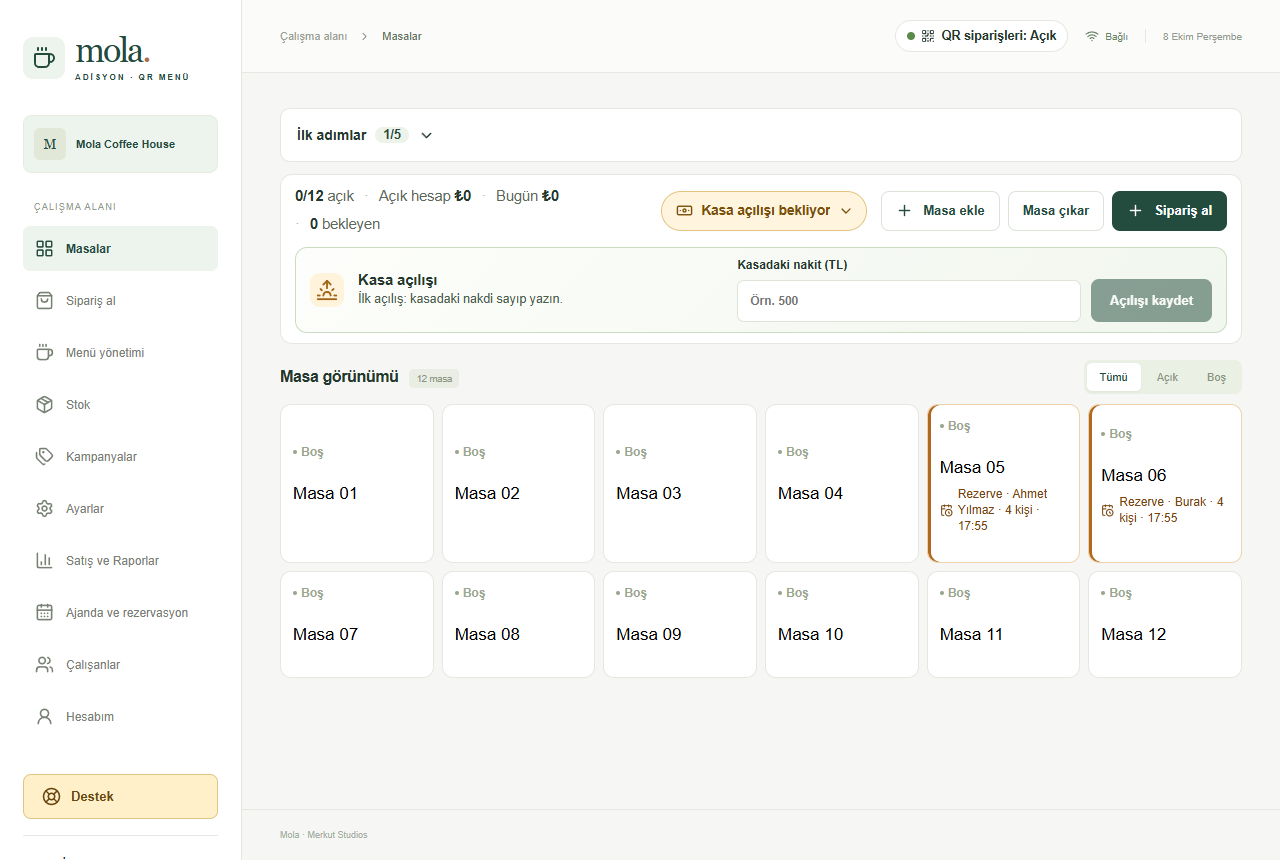 mola.
ADİSYON · QR MENÜ
M
Mola Coffee House
ÇALIŞMA ALANI
Masalar
Sipariş al
Menü yönetimi
Stok
Kampanyalar
Ayarlar
Satış ve Raporlar
Ajanda ve rezervasyon
Çalışanlar
Hesabım
Destek
Çalışma alanı > Masalar
QR siparişleri: Açık
Bağlı
8 Ekim Perşembe
İlk adımlar 1/5
0/12 açık · Açık hesap ₺0 · Bugün ₺0
· 0 bekleyen
Kasa açılışı bekliyor
Masa ekle
Masa çıkar
Sipariş al
Kasa açılışı
İlk açılış: kasadaki nakdi sayıp yazın.
Kasadaki nakit (TL)
Örn. 500
Açılışı kaydet
Masa görünümü 12 masa
Tümü Açık Boş
• Boş
Masa 01
• Boş
Masa 02
• Boş
Masa 03
• Boş
Masa 04
• Boş
Masa 05
Rezerve · Ahmet
Yılmaz · 4 kişi ·
17:55
• Boş
Masa 06
Rezerve · Burak · 4
kişi · 17:55
• Boş
Masa 07
• Boş
Masa 08
• Boş
Masa 09
• Boş
Masa 10
• Boş
Masa 11
• Boş
Masa 12
Mola · Merkut Studios